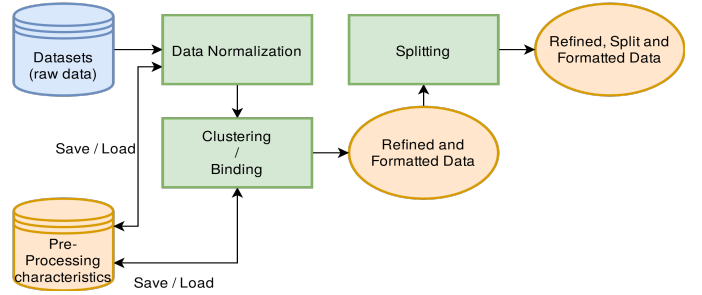 Datasets
(raw data)
Data Normalization
Splitting
Refined, Split and
Formatted Data
Save / Load
Clustering
/
Binding
Refined and
Formatted Data
Pre-
Processing
characteristics
Save / Load